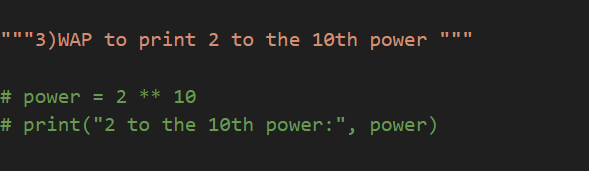 """3)WAP to print 2 to the 10th power """
# power = 2 ** 10
# print("2 to the 10th power:", power)